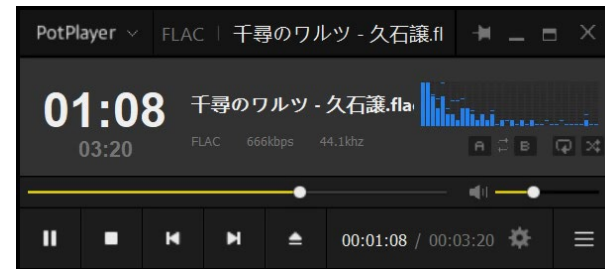 PotPlayer FLAC 千尋のワルツ - 久石譲.fl
01:08 千尋のワルツ - 久石譲.fla
03:20 FLAC 666kbps 44.1khz A B
00:01:08 / 00:03:20